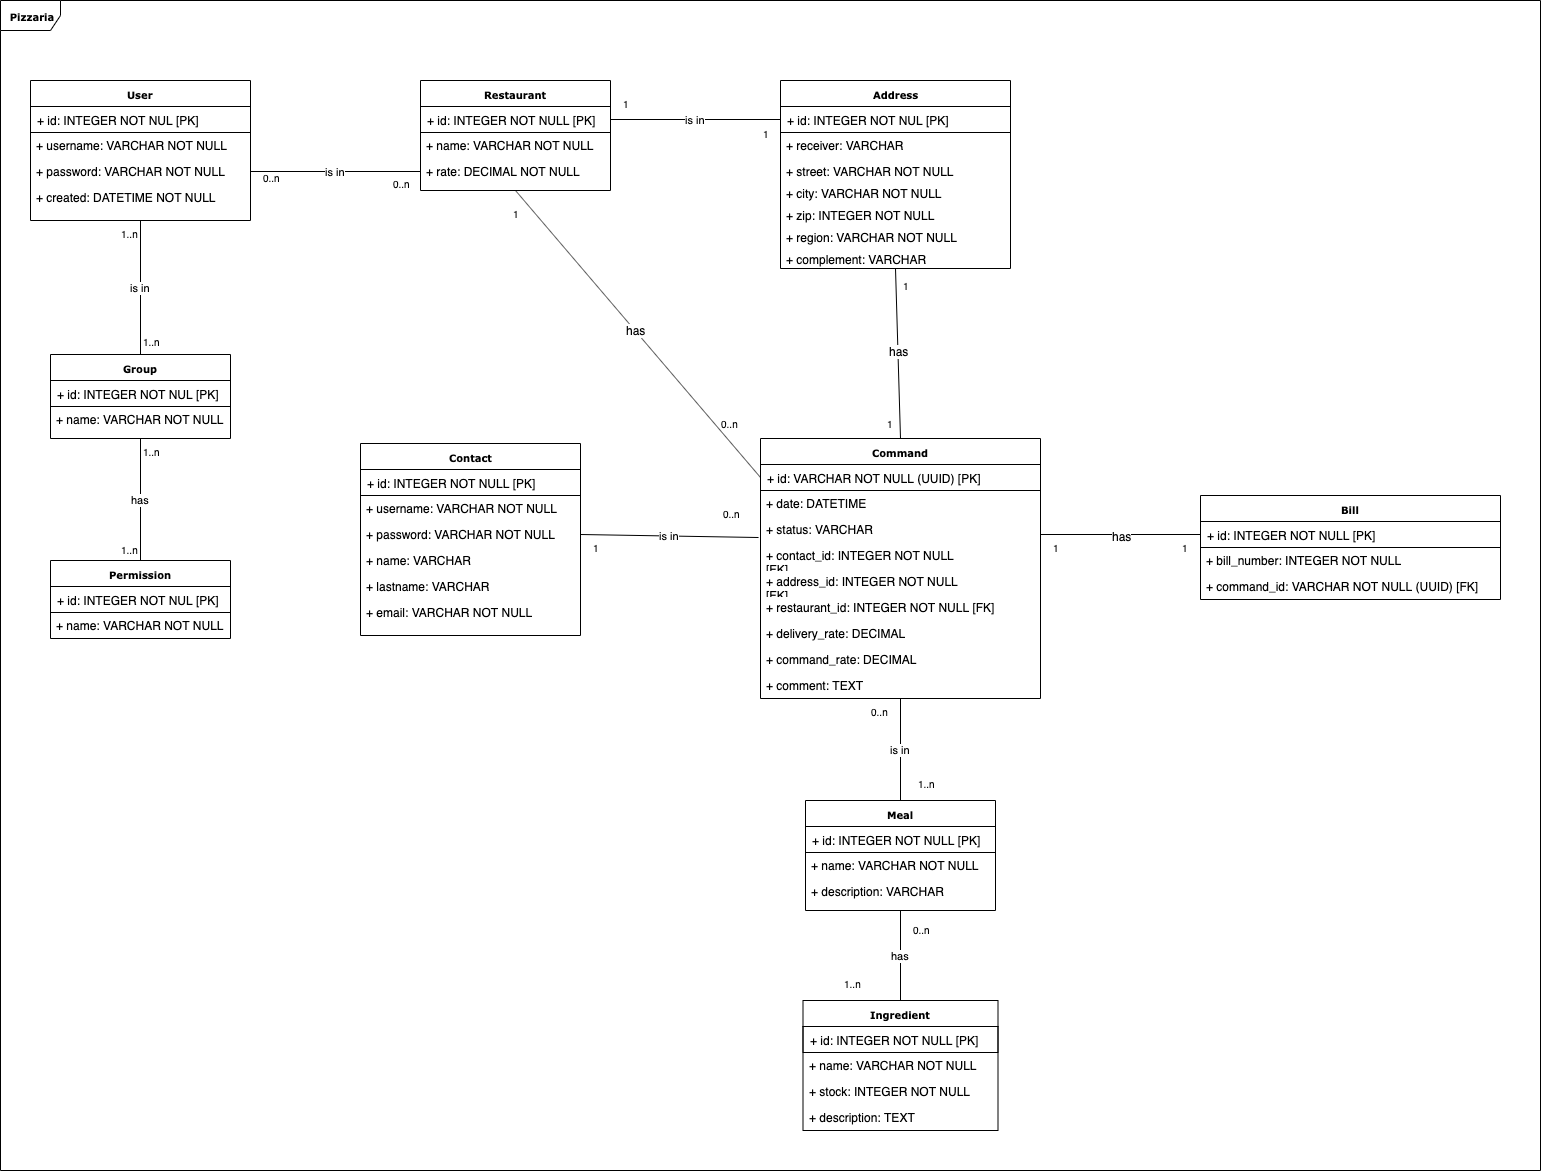 Pizzaria
User
+ id: INTEGER NOT NUL [PK]
+ username: VARCHAR NOT NULL
+ password: VARCHAR NOT NULL
+ created: DATETIME NOT NULL
0..n
is in
0..n
Restaurant
+ id: INTEGER NOT NULL [PK]
+ name: VARCHAR NOT NULL
+ rate: DECIMAL NOT NULL
1
is in
1
Address
+ id: INTEGER NOT NUL [PK]
+ receiver: VARCHAR
+ street: VARCHAR NOT NULL
+ city: VARCHAR NOT NULL
+ zip: INTEGER NOT NULL
+ region: VARCHAR NOT NULL
+ complement: VARCHAR
1..n
is in
1..n
1
has
0..n
1
has
1
Group
+ id: INTEGER NOT NUL [PK]
+ name: VARCHAR NOT NULL
1..n
has
1..n
Permission
+ id: INTEGER NOT NUL [PK]
+ name: VARCHAR NOT NULL
Contact
+ id: INTEGER NOT NULL [PK]
+ username: VARCHAR NOT NULL
+ password: VARCHAR NOT NULL
+ name: VARCHAR
+ lastname: VARCHAR
+ email: VARCHAR NOT NULL
1
is in
0..n
Command
+ id: VARCHAR NOT NULL (UUID) [PK]
+ date: DATETIME
+ status: VARCHAR
+ contact_id: INTEGER NOT NULL
[FK]
+ address_id: INTEGER NOT NULL
[FK]
+ restaurant_id: INTEGER NOT NULL [FK]
+ delivery_rate: DECIMAL
+ command_rate: DECIMAL
+ comment: TEXT
1
has
1
Bill
+ id: INTEGER NOT NULL [PK]
+ bill_number: INTEGER NOT NULL
+ command_id: VARCHAR NOT NULL (UUID) [FK]
0..n
is in
1..n
Meal
+ id: INTEGER NOT NULL [PK]
+ name: VARCHAR NOT NULL
+ description: VARCHAR
0..n
has
1..n
Ingredient
+ id: INTEGER NOT NULL [PK]
+ name: VARCHAR NOT NULL
+ stock: INTEGER NOT NULL
+ description: TEXT